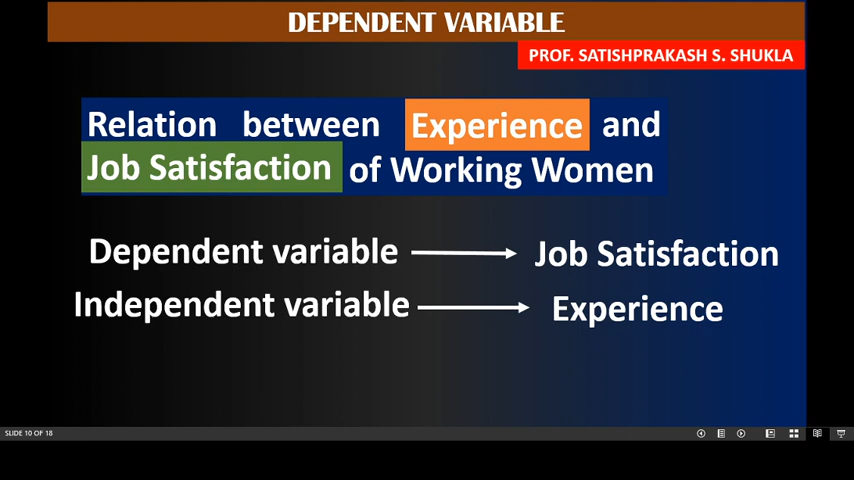 DEPENDENT VARIABLE
PROF. SATISHPRAKASH S. SHUKLA
Relation between Experience and
Job Satisfaction of Working Women
Dependent variable Job Satisfaction
Independent variable Experience
SLIDE 10 OF 18